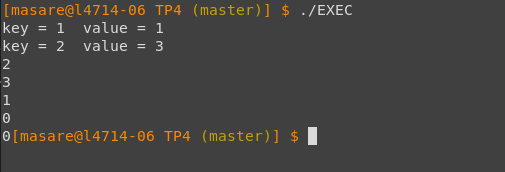 [masare@l4714-06 TP4 (master)] $ ./EXEC
key = 1  value = 1
key = 2  value = 3
2
3
1
0
0[masare@l4714-06 TP4 (master)] $